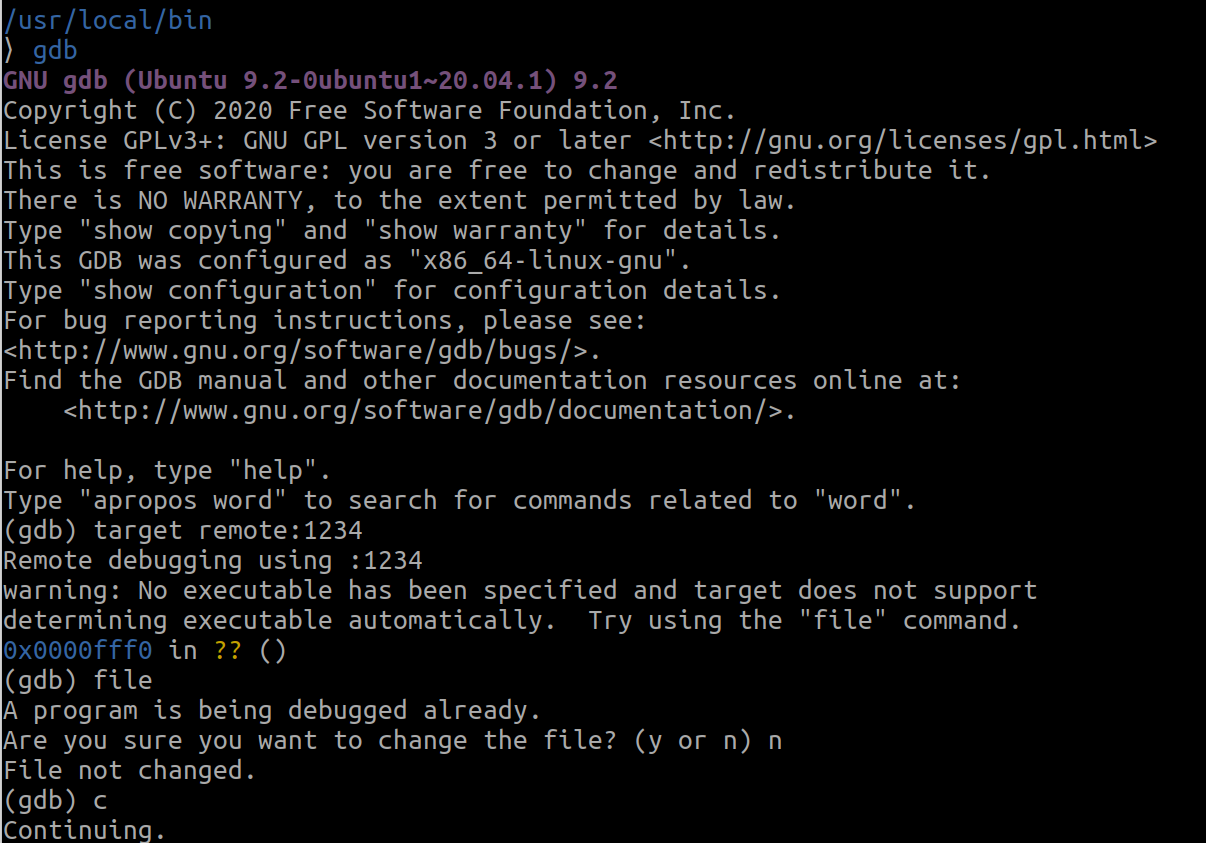 /usr/local/bin
⟩ gdb
GNU gdb (Ubuntu 9.2-0ubuntu1~20.04.1) 9.2
Copyright (C) 2020 Free Software Foundation, Inc.
License GPLv3+: GNU GPL version 3 or later <http://gnu.org/licenses/gpl.html>
This is free software: you are free to change and redistribute it.
There is NO WARRANTY, to the extent permitted by law.
Type "show copying" and "show warranty" for details.
This GDB was configured as "x86_64-linux-gnu".
Type "show configuration" for configuration details.
For bug reporting instructions, please see:
<http://www.gnu.org/software/gdb/bugs/>.
Find the GDB manual and other documentation resources online at:
    <http://www.gnu.org/software/gdb/documentation/>.

For help, type "help".
Type "apropos word" to search for commands related to "word".
(gdb) target remote:1234
Remote debugging using :1234
warning: No executable has been specified and target does not support
determining executable automatically.  Try using the "file" command.
0x0000fff0 in ?? ()
(gdb) file
A program is being debugged already.
Are you sure you want to change the file? (y or n) n
File not changed.
(gdb) c
Continuing.